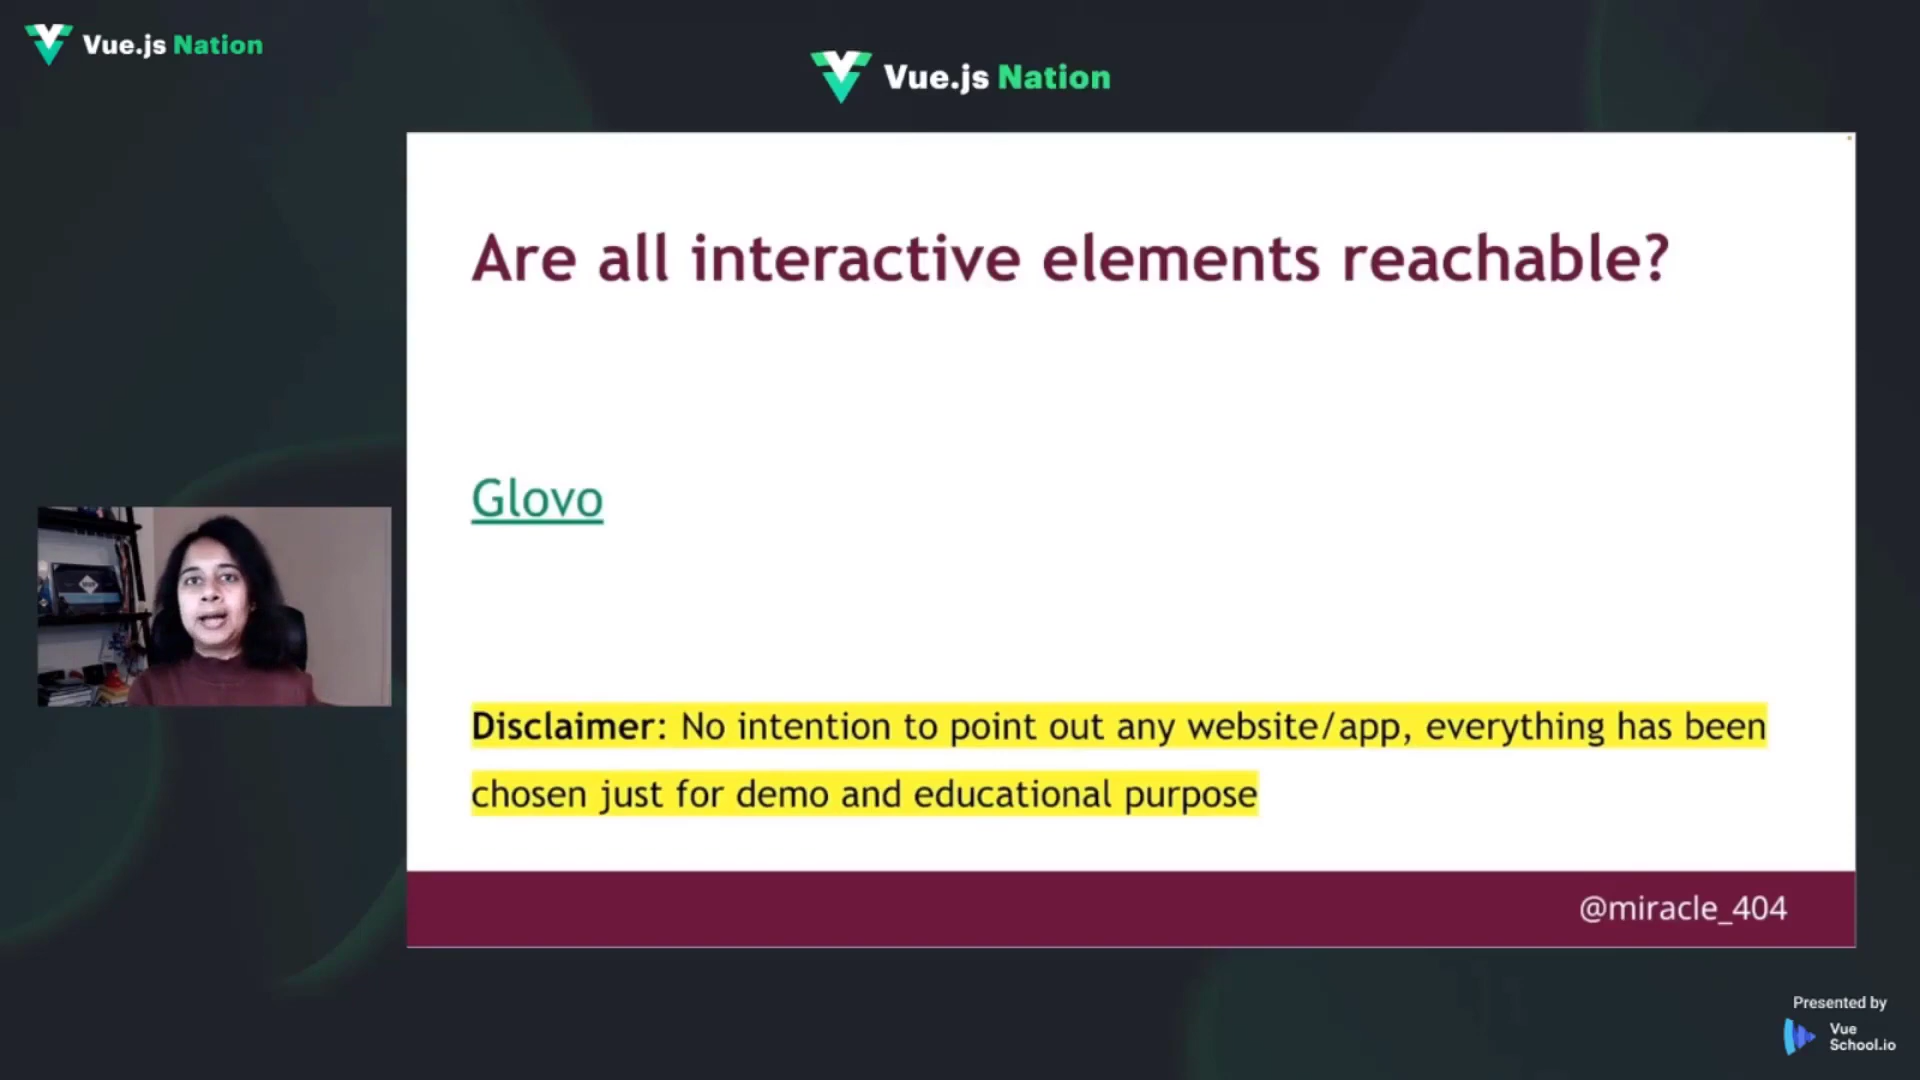 Vue.js Nation
Vue.js Nation
Are all interactive elements reachable?
Glovo
Disclaimer: No intention to point out any website/app, everything has been
chosen just for demo and educational purpose
@miracle_404
Presented by
Vue
School.io